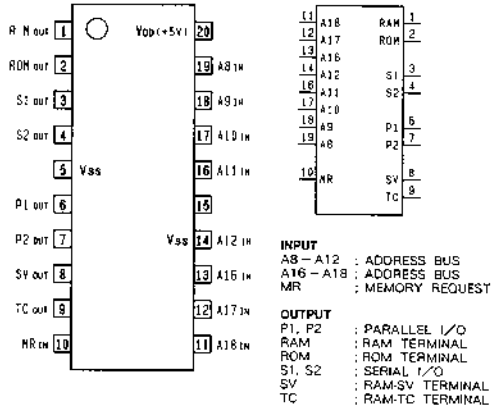 R M OUT 1
VDD(+5V) 20
ROM OUT 2
19 A8 IN
S1 OUT 3
18 A9 IN
S2 OUT 4
17 A10 IN
5 Vss
16 A11 IN
P1 OUT 6
15
P2 OUT 7
Vss 14 A12 IN
SV OUT 8
13 A16 IN
TC OUT 9
12 A17 IN
MR IN 10
11 A18 IN
11 A18 RAM 1
12 A17 ROM 2
13 A16
14 A12 S1 3
16 A11 S2 4
17 A10
18 A9 P1 6
19 A8 P2 7
10 MR SV 8
TC 9
INPUT
A8 – A12 ; ADDRESS BUS
A16 – A18 ; ADDRESS BUS
MR ; MEMORY REQUEST
OUTPUT
P1, P2 ; PARALLEL I/O
RAM ; RAM TERMINAL
ROM ; ROM TERMINAL
S1, S2 ; SERIAL I/O
SV ; RAM-SV TERMINAL
TC ; RAM-TC TERMINAL